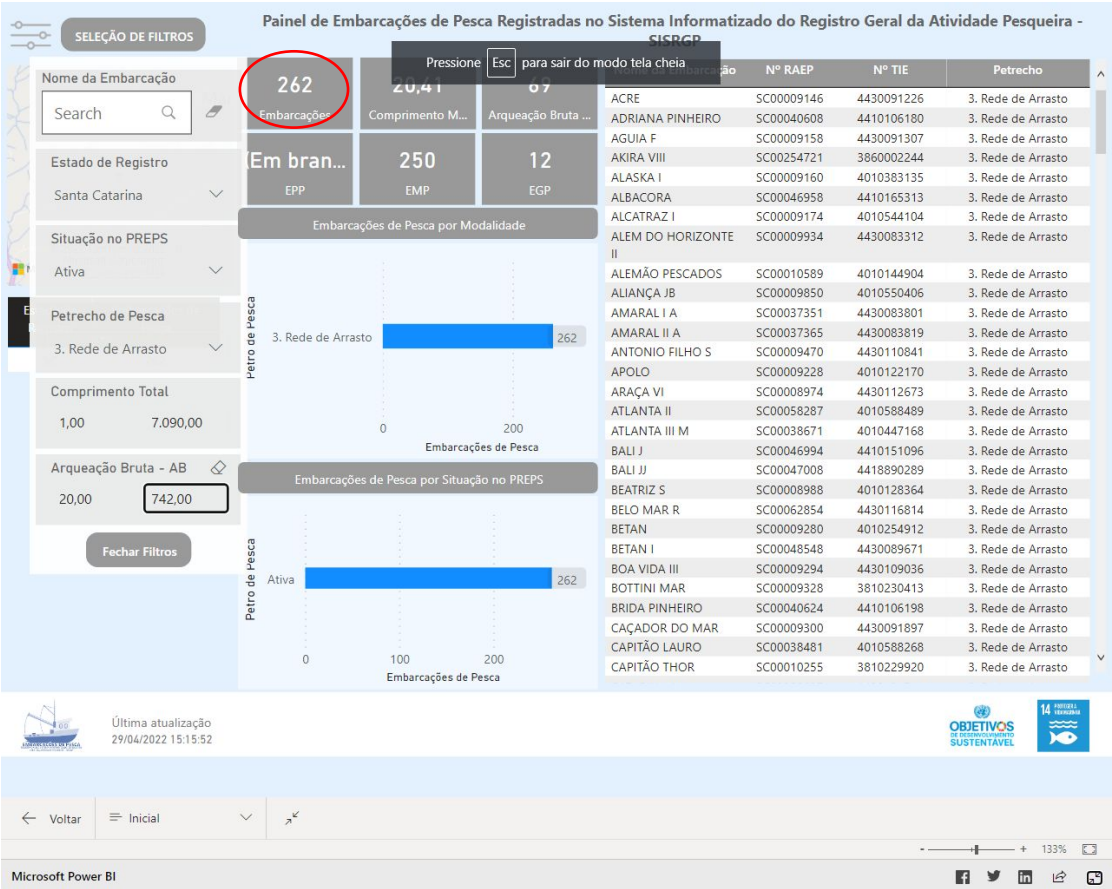 SELEÇÃO DE FILTROS
Painel de Embarcações de Pesca Registradas no Sistema Informatizado do Registro Geral da Atividade Pesqueira -
SISRGP
Pressione Esc para sair do modo tela cheia
Nome da Embarcação
Search
Estado de Registro
Santa Catarina
Situação no PREPS
Ativa
Petrecho de Pesca
3. Rede de Arrasto
Comprimento Total
1,00 7.090,00
Arqueação Bruta - AB
20,00 742,00
Fechar Filtros
262
Embarcações
20,41
Comprimento M...
69
Arqueação Bruta ...
(Em bran...
EPP
250
EMP
12
EGP
Embarcações de Pesca por Modalidade
Petro de Pesca
3. Rede de Arrasto
262
0 200
Embarcações de Pesca
Embarcações de Pesca por Situação no PREPS
Petro de Pesca
Ativa
262
0 100 200
Embarcações de Pesca
Nome da Embarcação Nº RAEP Nº TIE Petrecho
ACRE SC00009146 4430091226 3. Rede de Arrasto
ADRIANA PINHEIRO SC00040608 4410106180 3. Rede de Arrasto
AGUIA F SC00009158 4430091307 3. Rede de Arrasto
AKIRA VIII SC00254721 3860002244 3. Rede de Arrasto
ALASKA I SC00009160 4010383135 3. Rede de Arrasto
ALBACORA SC00046958 4410165313 3. Rede de Arrasto
ALCATRAZ I SC00009174 4010544104 3. Rede de Arrasto
ALEM DO HORIZONTE SC00009934 4430083312 3. Rede de Arrasto
II
ALEMÃO PESCADOS SC00010589 4010144904 3. Rede de Arrasto
ALIANÇA JB SC00009850 4010550406 3. Rede de Arrasto
AMARAL I A SC00037351 4430083801 3. Rede de Arrasto
AMARAL II A SC00037365 4430083819 3. Rede de Arrasto
ANTONIO FILHO S SC00009470 4430110841 3. Rede de Arrasto
APOLO SC00009228 4010122170 3. Rede de Arrasto
ARAÇA VI SC00008974 4430112673 3. Rede de Arrasto
ATLANTA II SC00058287 4010588489 3. Rede de Arrasto
ATLANTA III M SC00038671 4010447168 3. Rede de Arrasto
BALI J SC00046994 4410151096 3. Rede de Arrasto
BALI JJ SC00047008 4418890289 3. Rede de Arrasto
BEATRIZ S SC00008988 4010128364 3. Rede de Arrasto
BELO MAR R SC00062854 4430116814 3. Rede de Arrasto
BETAN SC00009280 4010254912 3. Rede de Arrasto
BETAN I SC00048548 4430089671 3. Rede de Arrasto
BOA VIDA III SC00009294 4430109036 3. Rede de Arrasto
BOTTINI MAR SC00009328 3810230413 3. Rede de Arrasto
BRIDA PINHEIRO SC00040624 4410106198 3. Rede de Arrasto
CAÇADOR DO MAR SC00009300 4430091897 3. Rede de Arrasto
CAPITÃO LAURO SC00038481 4010588268 3. Rede de Arrasto
CAPITÃO THOR SC00010255 3810229920 3. Rede de Arrasto
Última atualização
29/04/2022 15:15:52
OBJETIVOS
DE DESENVOLVIMENTO
SUSTENTÁVEL
14
Voltar
Inicial
- + 133%
Microsoft Power BI